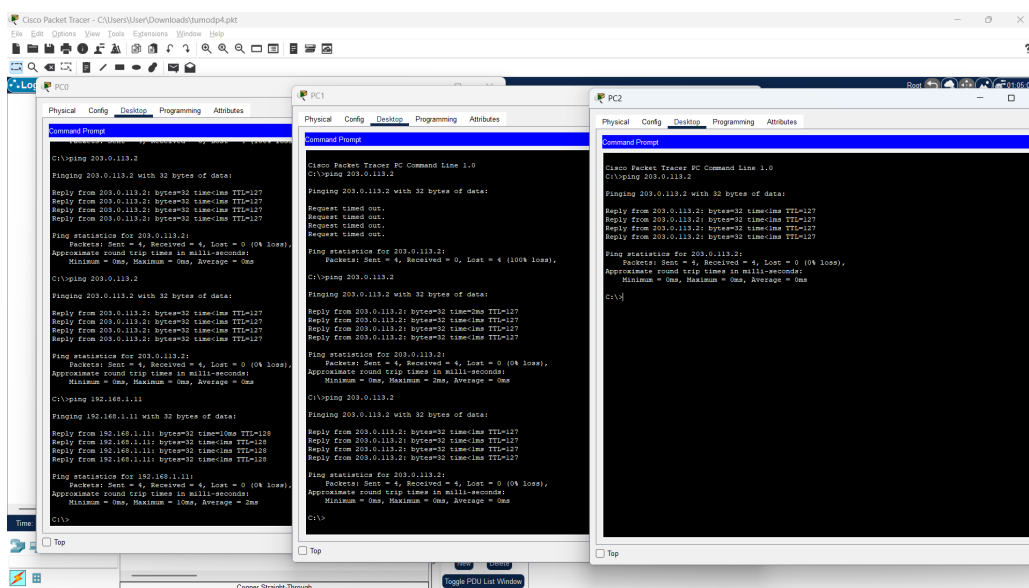 Cisco Packet Tracer - C:\Users\User\Downloads\tumodp4.pkt
File Edit Options View Tools Extensions Window Help
Root
PC0
Physical Config Desktop Programming Attributes
Command Prompt
C:\>ping 203.0.113.2
Pinging 203.0.113.2 with 32 bytes of data:
Reply from 203.0.113.2: bytes=32 time<1ms TTL=127
Reply from 203.0.113.2: bytes=32 time<1ms TTL=127
Reply from 203.0.113.2: bytes=32 time<1ms TTL=127
Reply from 203.0.113.2: bytes=32 time<1ms TTL=127
Ping statistics for 203.0.113.2:
Packets: Sent = 4, Received = 4, Lost = 0 (0% loss),
Approximate round trip times in milli-seconds:
Minimum = 0ms, Maximum = 0ms, Average = 0ms
C:\>ping 203.0.113.2
Pinging 203.0.113.2 with 32 bytes of data:
Reply from 203.0.113.2: bytes=32 time<1ms TTL=127
Reply from 203.0.113.2: bytes=32 time<1ms TTL=127
Reply from 203.0.113.2: bytes=32 time<1ms TTL=127
Reply from 203.0.113.2: bytes=32 time<1ms TTL=127
Ping statistics for 203.0.113.2:
Packets: Sent = 4, Received = 4, Lost = 0 (0% loss),
Approximate round trip times in milli-seconds:
Minimum = 0ms, Maximum = 0ms, Average = 0ms
C:\>ping 192.168.1.11
Pinging 192.168.1.11 with 32 bytes of data:
Reply from 192.168.1.11: bytes=32 time=10ms TTL=128
Reply from 192.168.1.11: bytes=32 time<1ms TTL=128
Reply from 192.168.1.11: bytes=32 time<1ms TTL=128
Reply from 192.168.1.11: bytes=32 time<1ms TTL=128
Ping statistics for 192.168.1.11:
Packets: Sent = 4, Received = 4, Lost = 0 (0% loss),
Approximate round trip times in milli-seconds:
Minimum = 0ms, Maximum = 10ms, Average = 2ms
C:\>
Top
PC1
Physical Config Desktop Programming Attributes
Command Prompt
Cisco Packet Tracer PC Command Line 1.0
C:\>ping 203.0.113.2
Pinging 203.0.113.2 with 32 bytes of data:
Request timed out.
Request timed out.
Request timed out.
Request timed out.
Ping statistics for 203.0.113.2:
Packets: Sent = 4, Received = 0, Lost = 4 (100% loss),
C:\>ping 203.0.113.2
Pinging 203.0.113.2 with 32 bytes of data:
Reply from 203.0.113.2: bytes=32 time=2ms TTL=127
Reply from 203.0.113.2: bytes=32 time<1ms TTL=127
Reply from 203.0.113.2: bytes=32 time<1ms TTL=127
Reply from 203.0.113.2: bytes=32 time<1ms TTL=127
Ping statistics for 203.0.113.2:
Packets: Sent = 4, Received = 4, Lost = 0 (0% loss),
Approximate round trip times in milli-seconds:
Minimum = 0ms, Maximum = 2ms, Average = 0ms
C:\>ping 203.0.113.2
Pinging 203.0.113.2 with 32 bytes of data:
Reply from 203.0.113.2: bytes=32 time<1ms TTL=127
Reply from 203.0.113.2: bytes=32 time<1ms TTL=127
Reply from 203.0.113.2: bytes=32 time<1ms TTL=127
Reply from 203.0.113.2: bytes=32 time<1ms TTL=127
Ping statistics for 203.0.113.2:
Packets: Sent = 4, Received = 4, Lost = 0 (0% loss),
Approximate round trip times in milli-seconds:
Minimum = 0ms, Maximum = 0ms, Average = 0ms
C:\>
Top
PC2
Physical Config Desktop Programming Attributes
Command Prompt
Cisco Packet Tracer PC Command Line 1.0
C:\>ping 203.0.113.2
Pinging 203.0.113.2 with 32 bytes of data:
Reply from 203.0.113.2: bytes=32 time<1ms TTL=127
Reply from 203.0.113.2: bytes=32 time<1ms TTL=127
Reply from 203.0.113.2: bytes=32 time<1ms TTL=127
Reply from 203.0.113.2: bytes=32 time<1ms TTL=127
Ping statistics for 203.0.113.2:
Packets: Sent = 4, Received = 4, Lost = 0 (0% loss),
Approximate round trip times in milli-seconds:
Minimum = 0ms, Maximum = 0ms, Average = 0ms
C:\>
Top
Time:
New Delete
Toggle PDU List Window
Copper Straight-Through